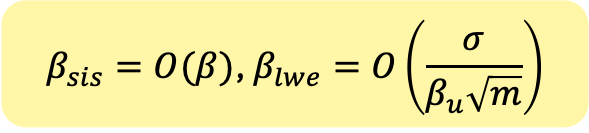 β_sis = O(β), β_lwe = O(σ / (β_u√m))